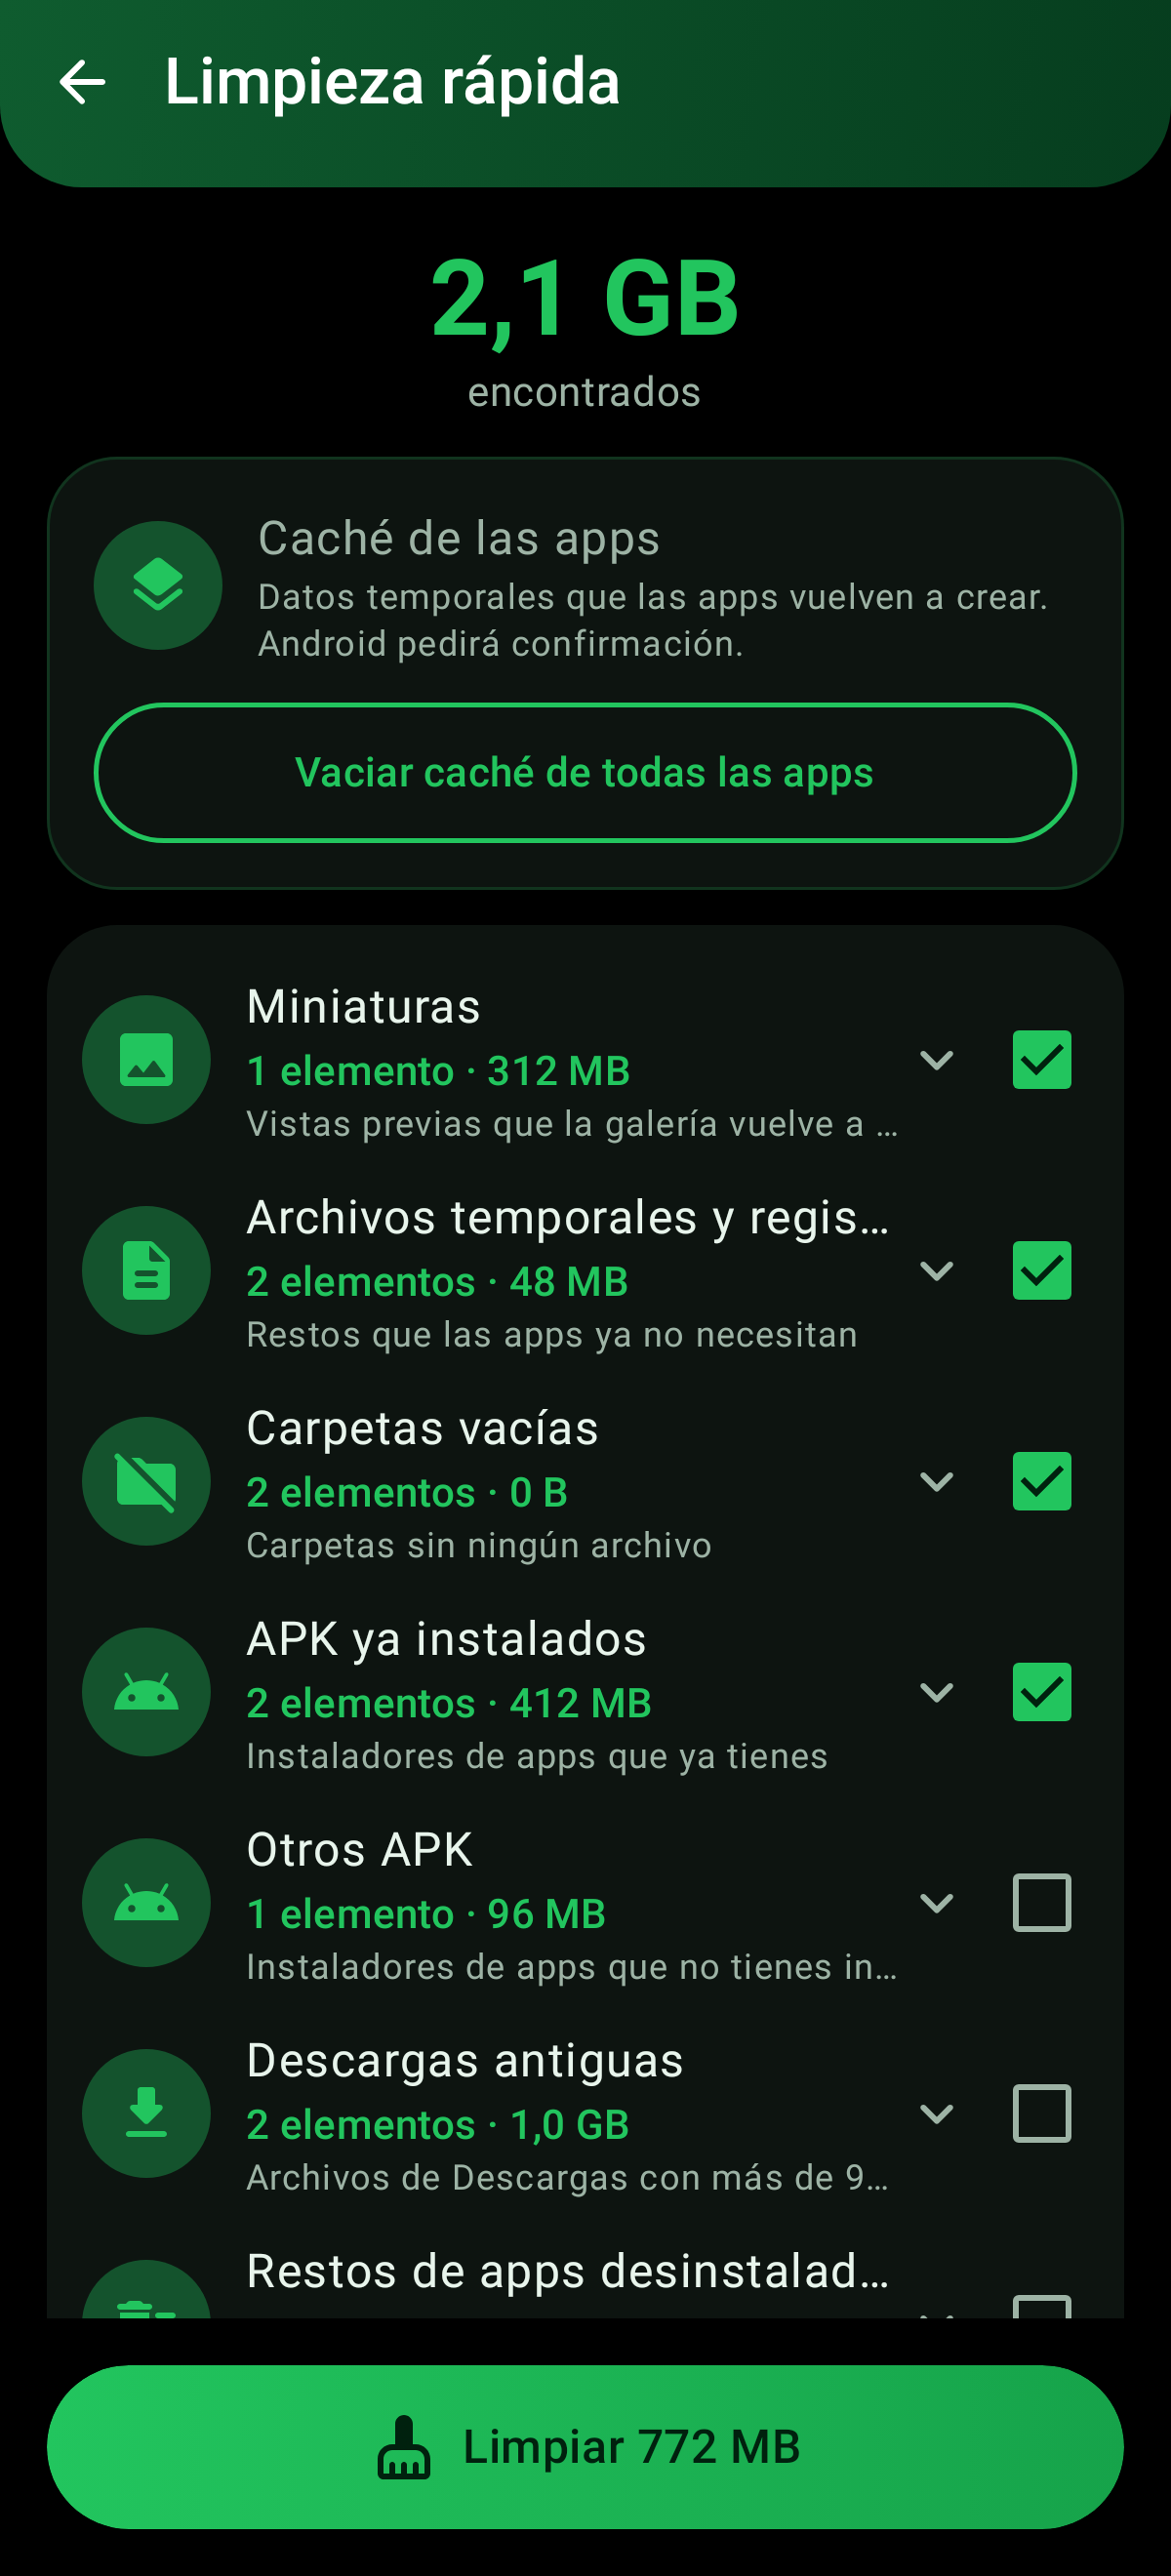 Limpieza rápida
2,1 GB
encontrados
Caché de las apps
Datos temporales que las apps vuelven a crear.
Android pedirá confirmación.
Vaciar caché de todas las apps
Miniaturas
1 elemento · 312 MB
Vistas previas que la galería vuelve a …
Archivos temporales y regis…
2 elementos · 48 MB
Restos que las apps ya no necesitan
Carpetas vacías
2 elementos · 0 B
Carpetas sin ningún archivo
APK ya instalados
2 elementos · 412 MB
Instaladores de apps que ya tienes
Otros APK
1 elemento · 96 MB
Instaladores de apps que no tienes in…
Descargas antiguas
2 elementos · 1,0 GB
Archivos de Descargas con más de 9…
Restos de apps desinstalad…
Limpiar 772 MB